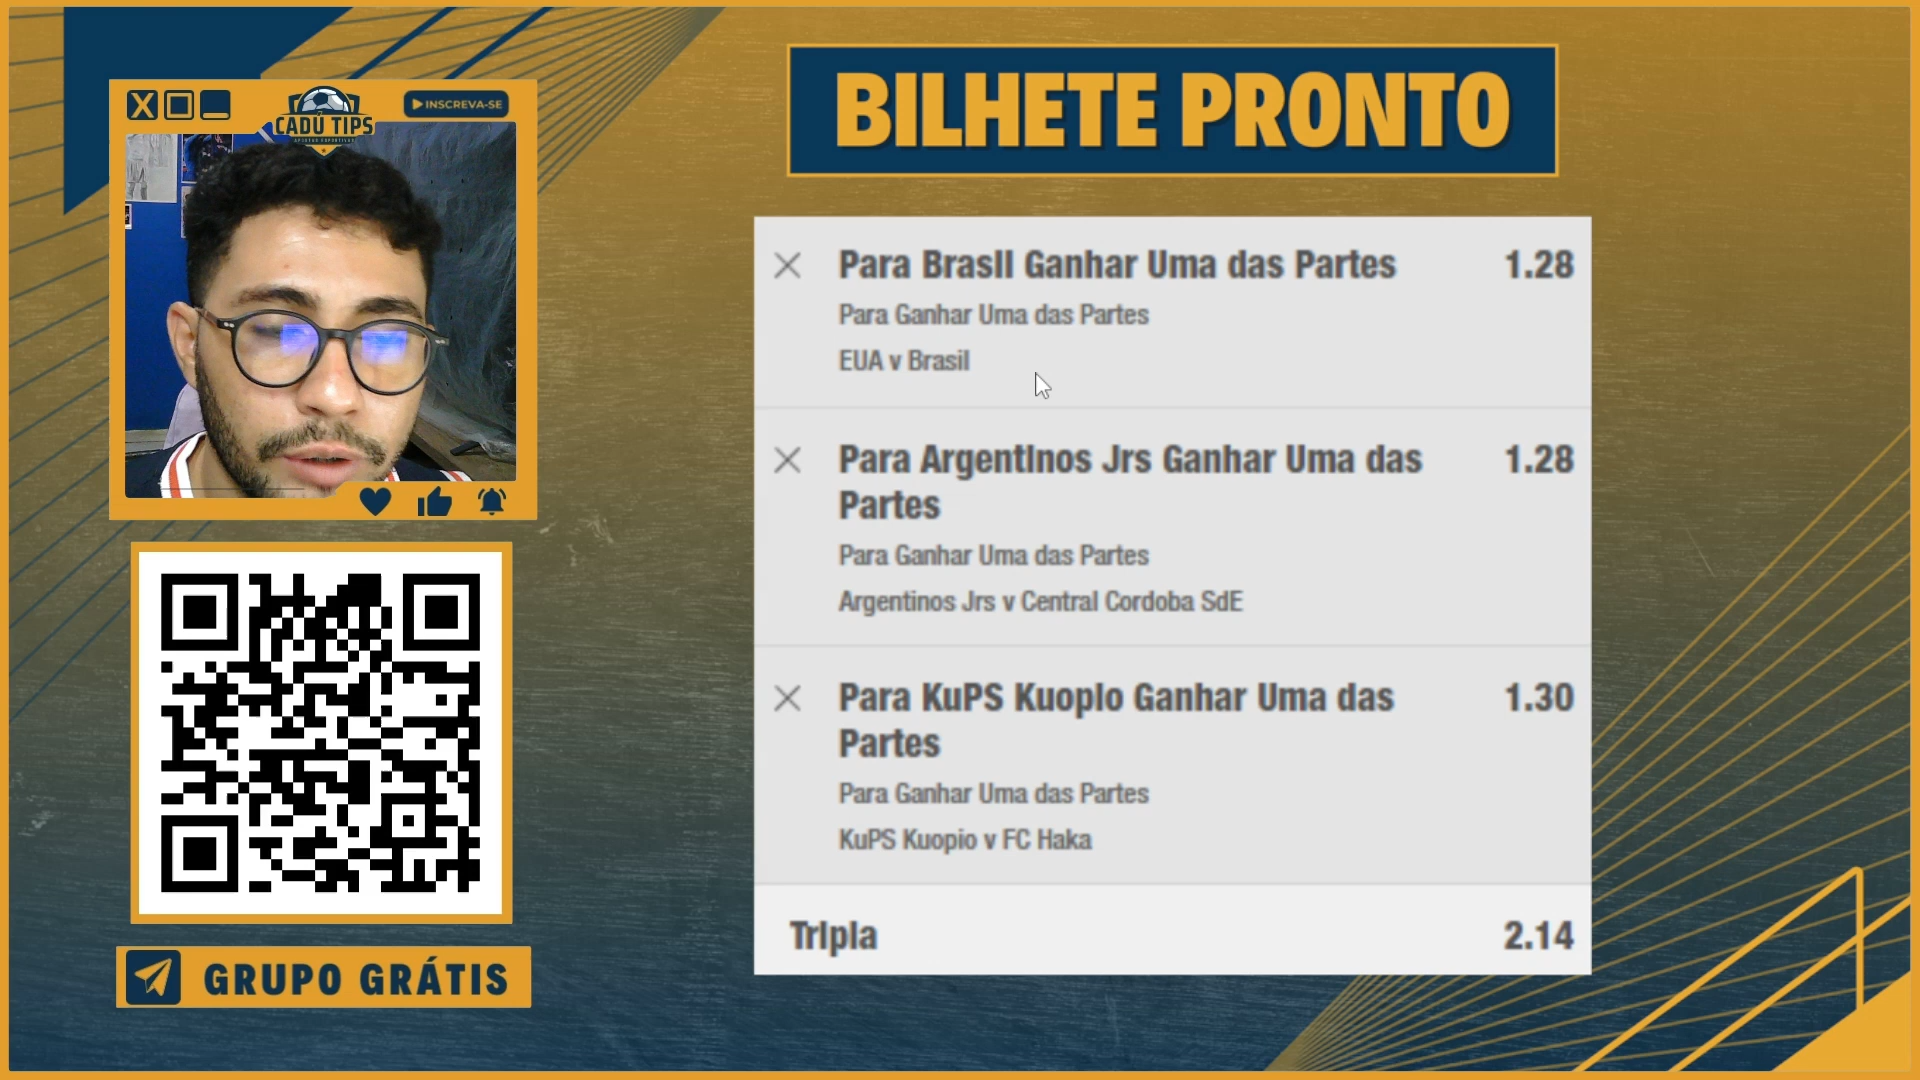 BILHETE PRONTO
INSCREVA-SE
CADÚ TIPS
Para Brasil Ganhar Uma das Partes 1.28
Para Ganhar Uma das Partes
EUA v Brasil
Para Argentinos Jrs Ganhar Uma das 1.28
Partes
Para Ganhar Uma das Partes
Argentinos Jrs v Central Cordoba SdE
Para KuPS Kuopio Ganhar Uma das 1.30
Partes
Para Ganhar Uma das Partes
KuPS Kuopio v FC Haka
Tripla 2.14
GRUPO GRÁTIS